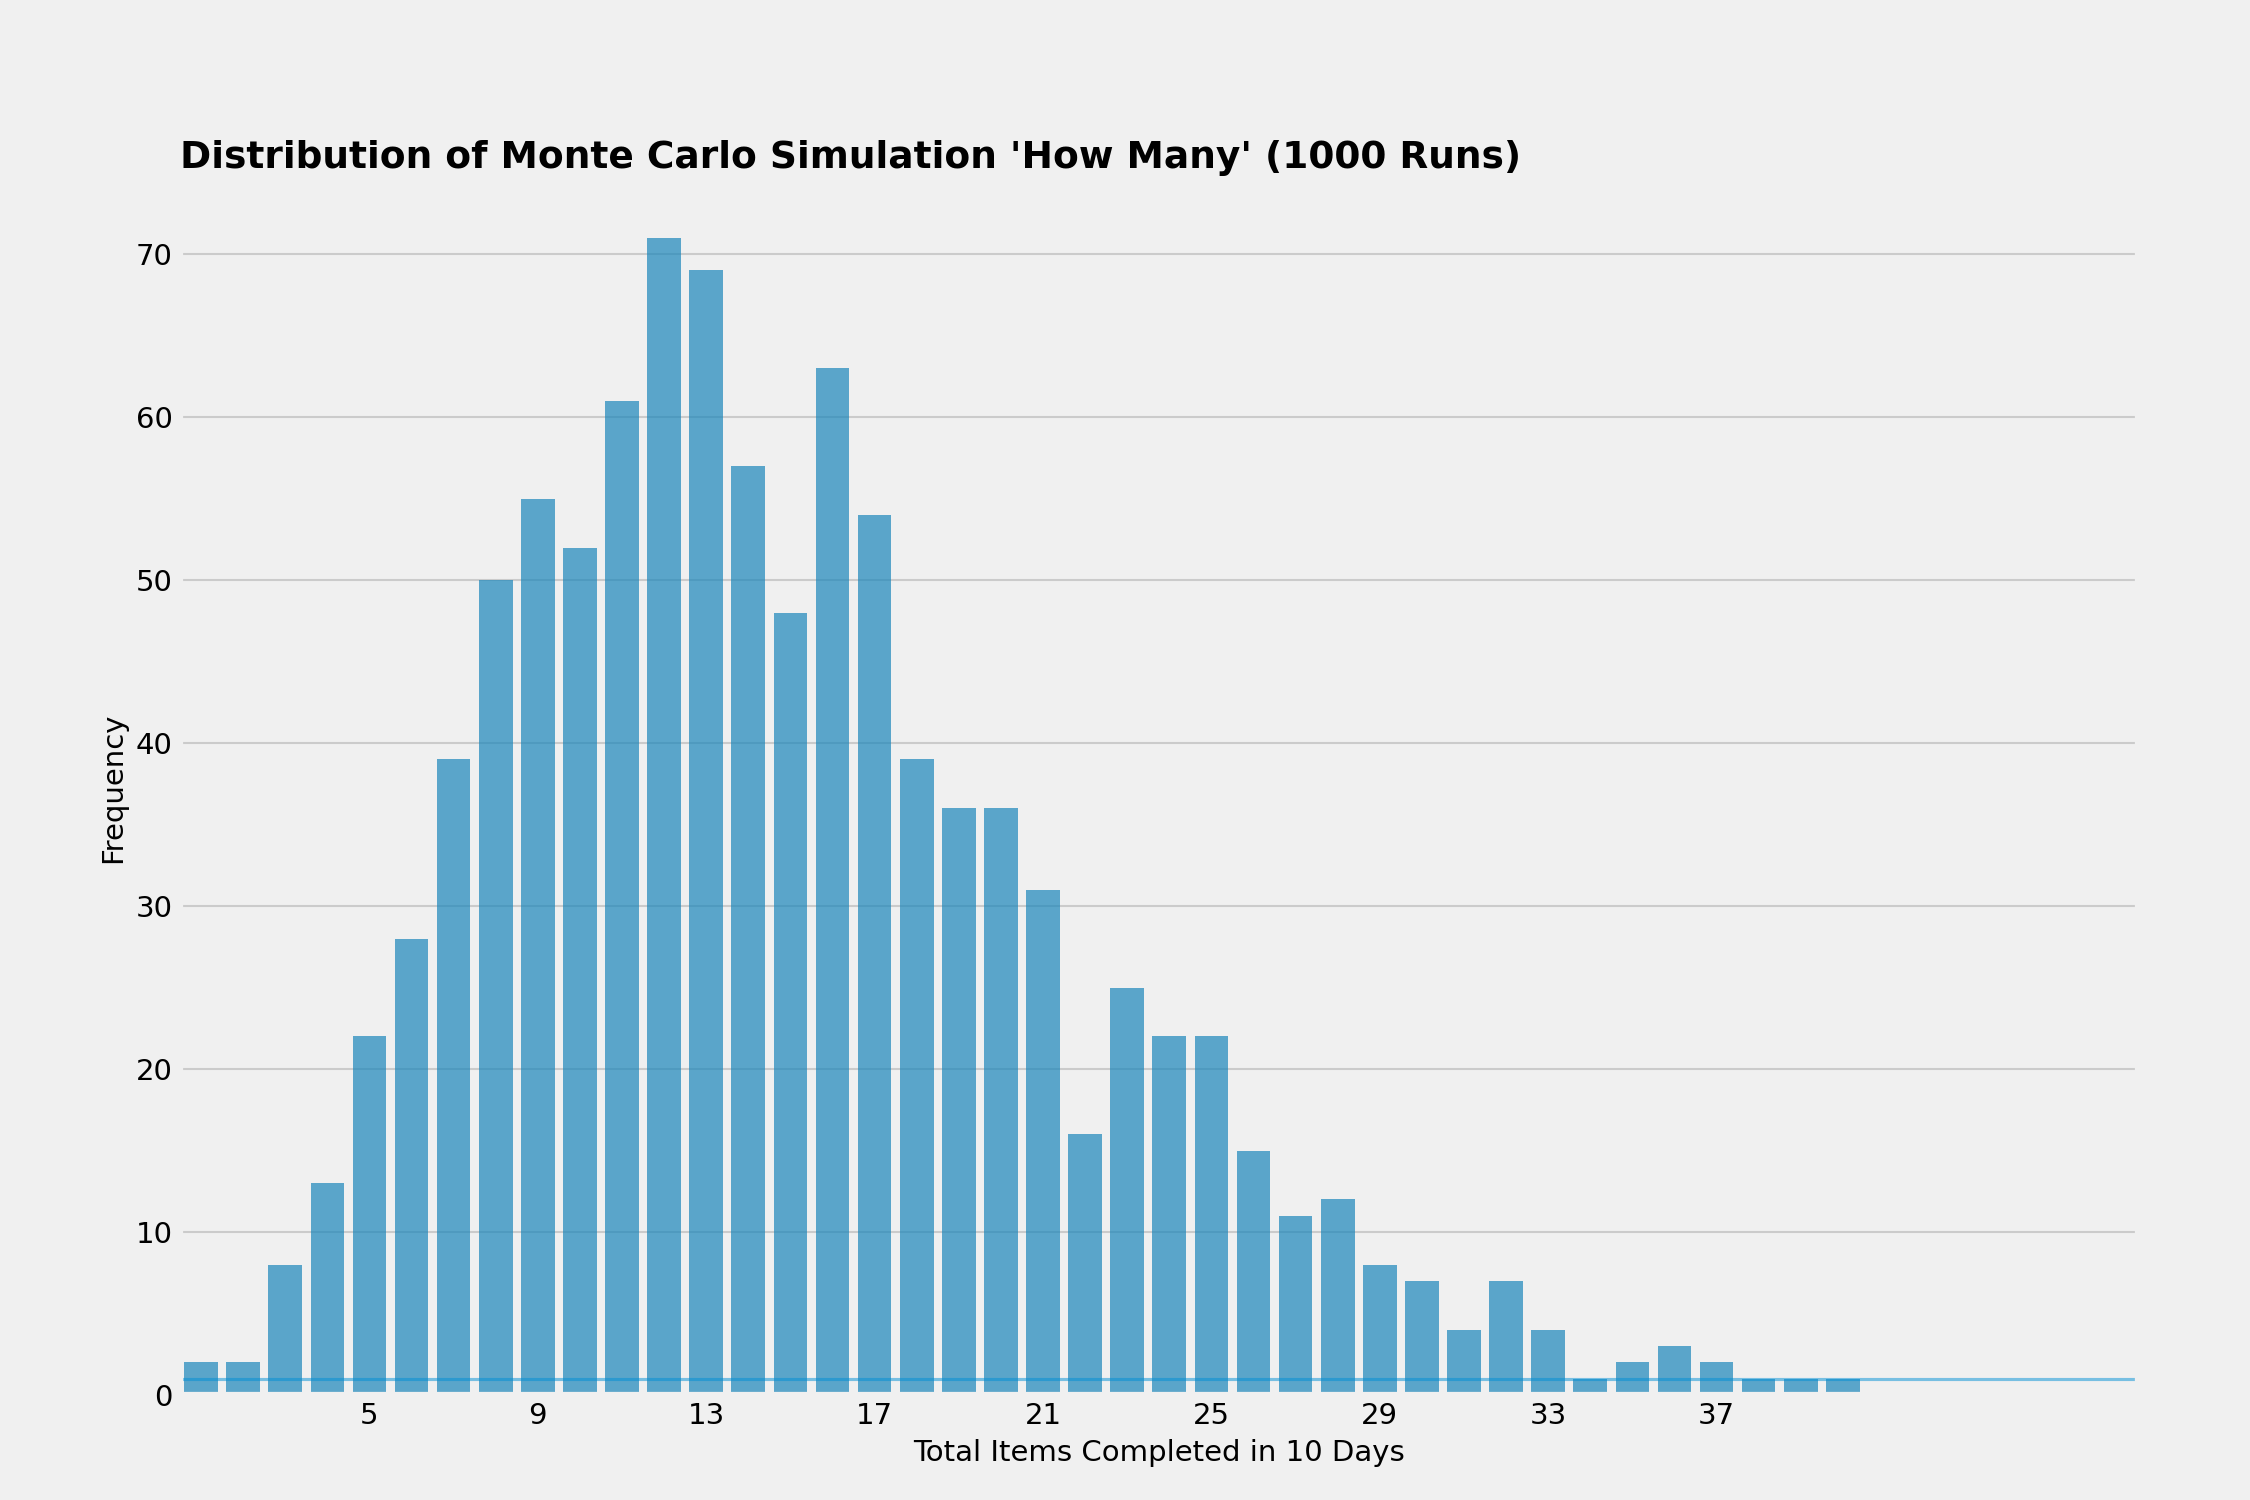 Distribution of Monte Carlo Simulation 'How Many' (1000 Runs)
70
60
50
40
30
20
10
0
Frequency
5 9 13 17 21 25 29 33 37
Total Items Completed in 10 Days